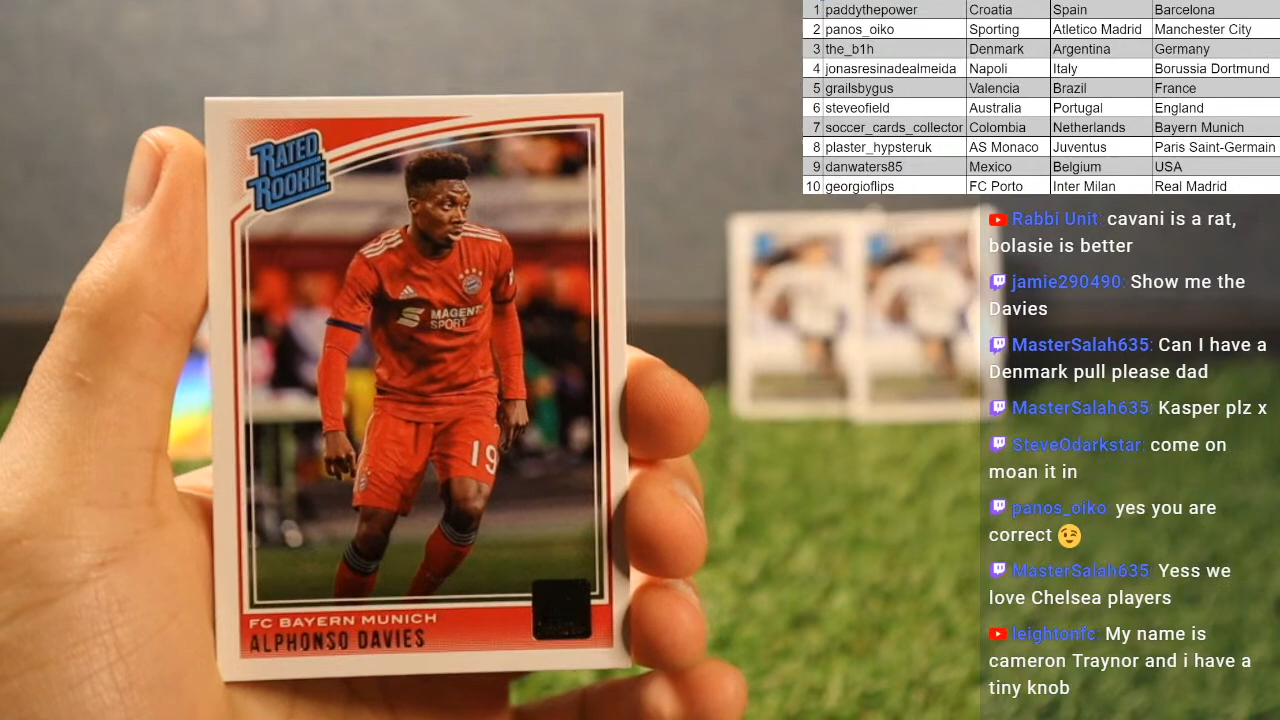 1 paddythepower Croatia Spain Barcelona
2 panos_oiko Sporting Atletico Madrid Manchester City
3 the_b1h Denmark Argentina Germany
4 jonasresinadealmeida Napoli Italy Borussia Dortmund
5 grailsbygus Valencia Brazil France
6 steveofield Australia Portugal England
7 soccer_cards_collector Colombia Netherlands Bayern Munich
8 plaster_hypsteruk AS Monaco Juventus Paris Saint-Germain
9 danwaters85 Mexico Belgium USA
10 georgioflips FC Porto Inter Milan Real Madrid
RATED
ROOKIE
MAGENTA
SPORT
19
FC BAYERN MUNICH
ALPHONSO DAVIES
Rabbi Unit: cavani is a rat,
bolasie is better
jamie290490: Show me the
Davies
MasterSalah635: Can I have a
Denmark pull please dad
MasterSalah635: Kasper plz x
SteveOdarkstar: come on
moan it in
panos_oiko: yes you are
correct 😉
MasterSalah635: Yess we
love Chelsea players
leightonfc: My name is
cameron Traynor and i have a
tiny knob